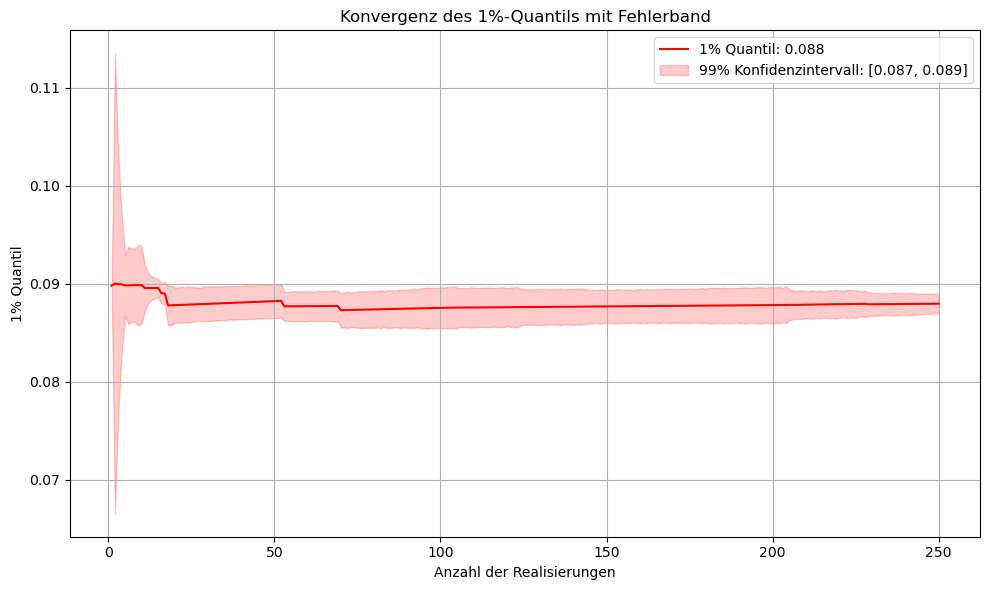 Konvergenz des 1%-Quantils mit Fehlerband
1% Quantil: 0.088
99% Konfidenzintervall: [0.087, 0.089]
0.11
0.10
0.09
0.08
0.07
1% Quantil
0
50
100
150
200
250
Anzahl der Realisierungen